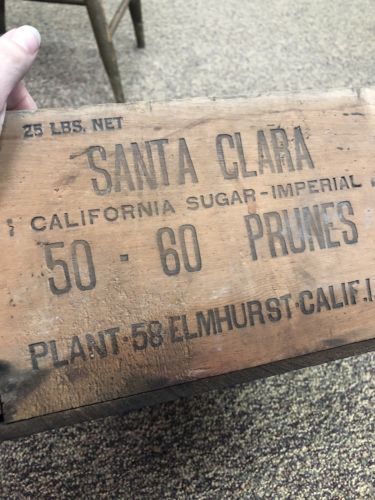 25 LBS. NET
SANTA CLARA
CALIFORNIA SUGAR-IMPERIAL
50 - 60 PRUNES
PLANT·58·ELMHURST·CALIF.